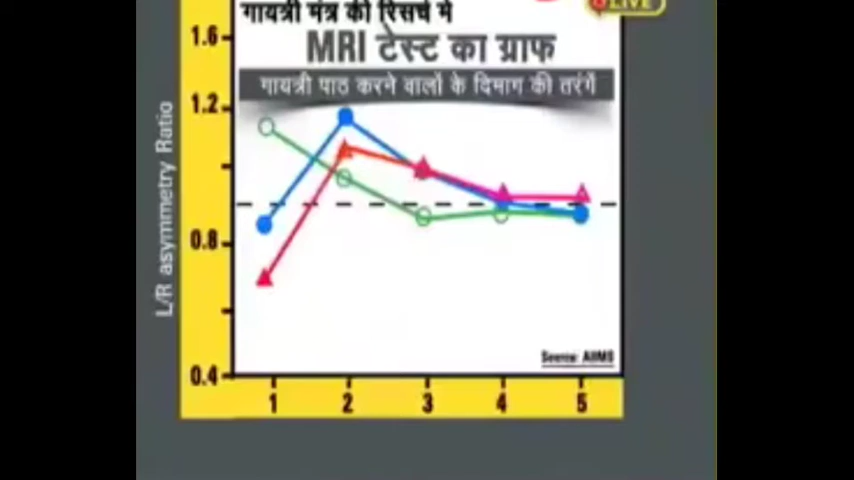 LIVE
गायत्री मंत्र की रिसर्च में
MRI टेस्ट का ग्राफ
गायत्री पाठ करने वालों के दिमाग की तरंगें
L/R asymmetry Ratio
1.6
1.2
0.8
0.4
1 2 3 4 5
Source: AIIMS